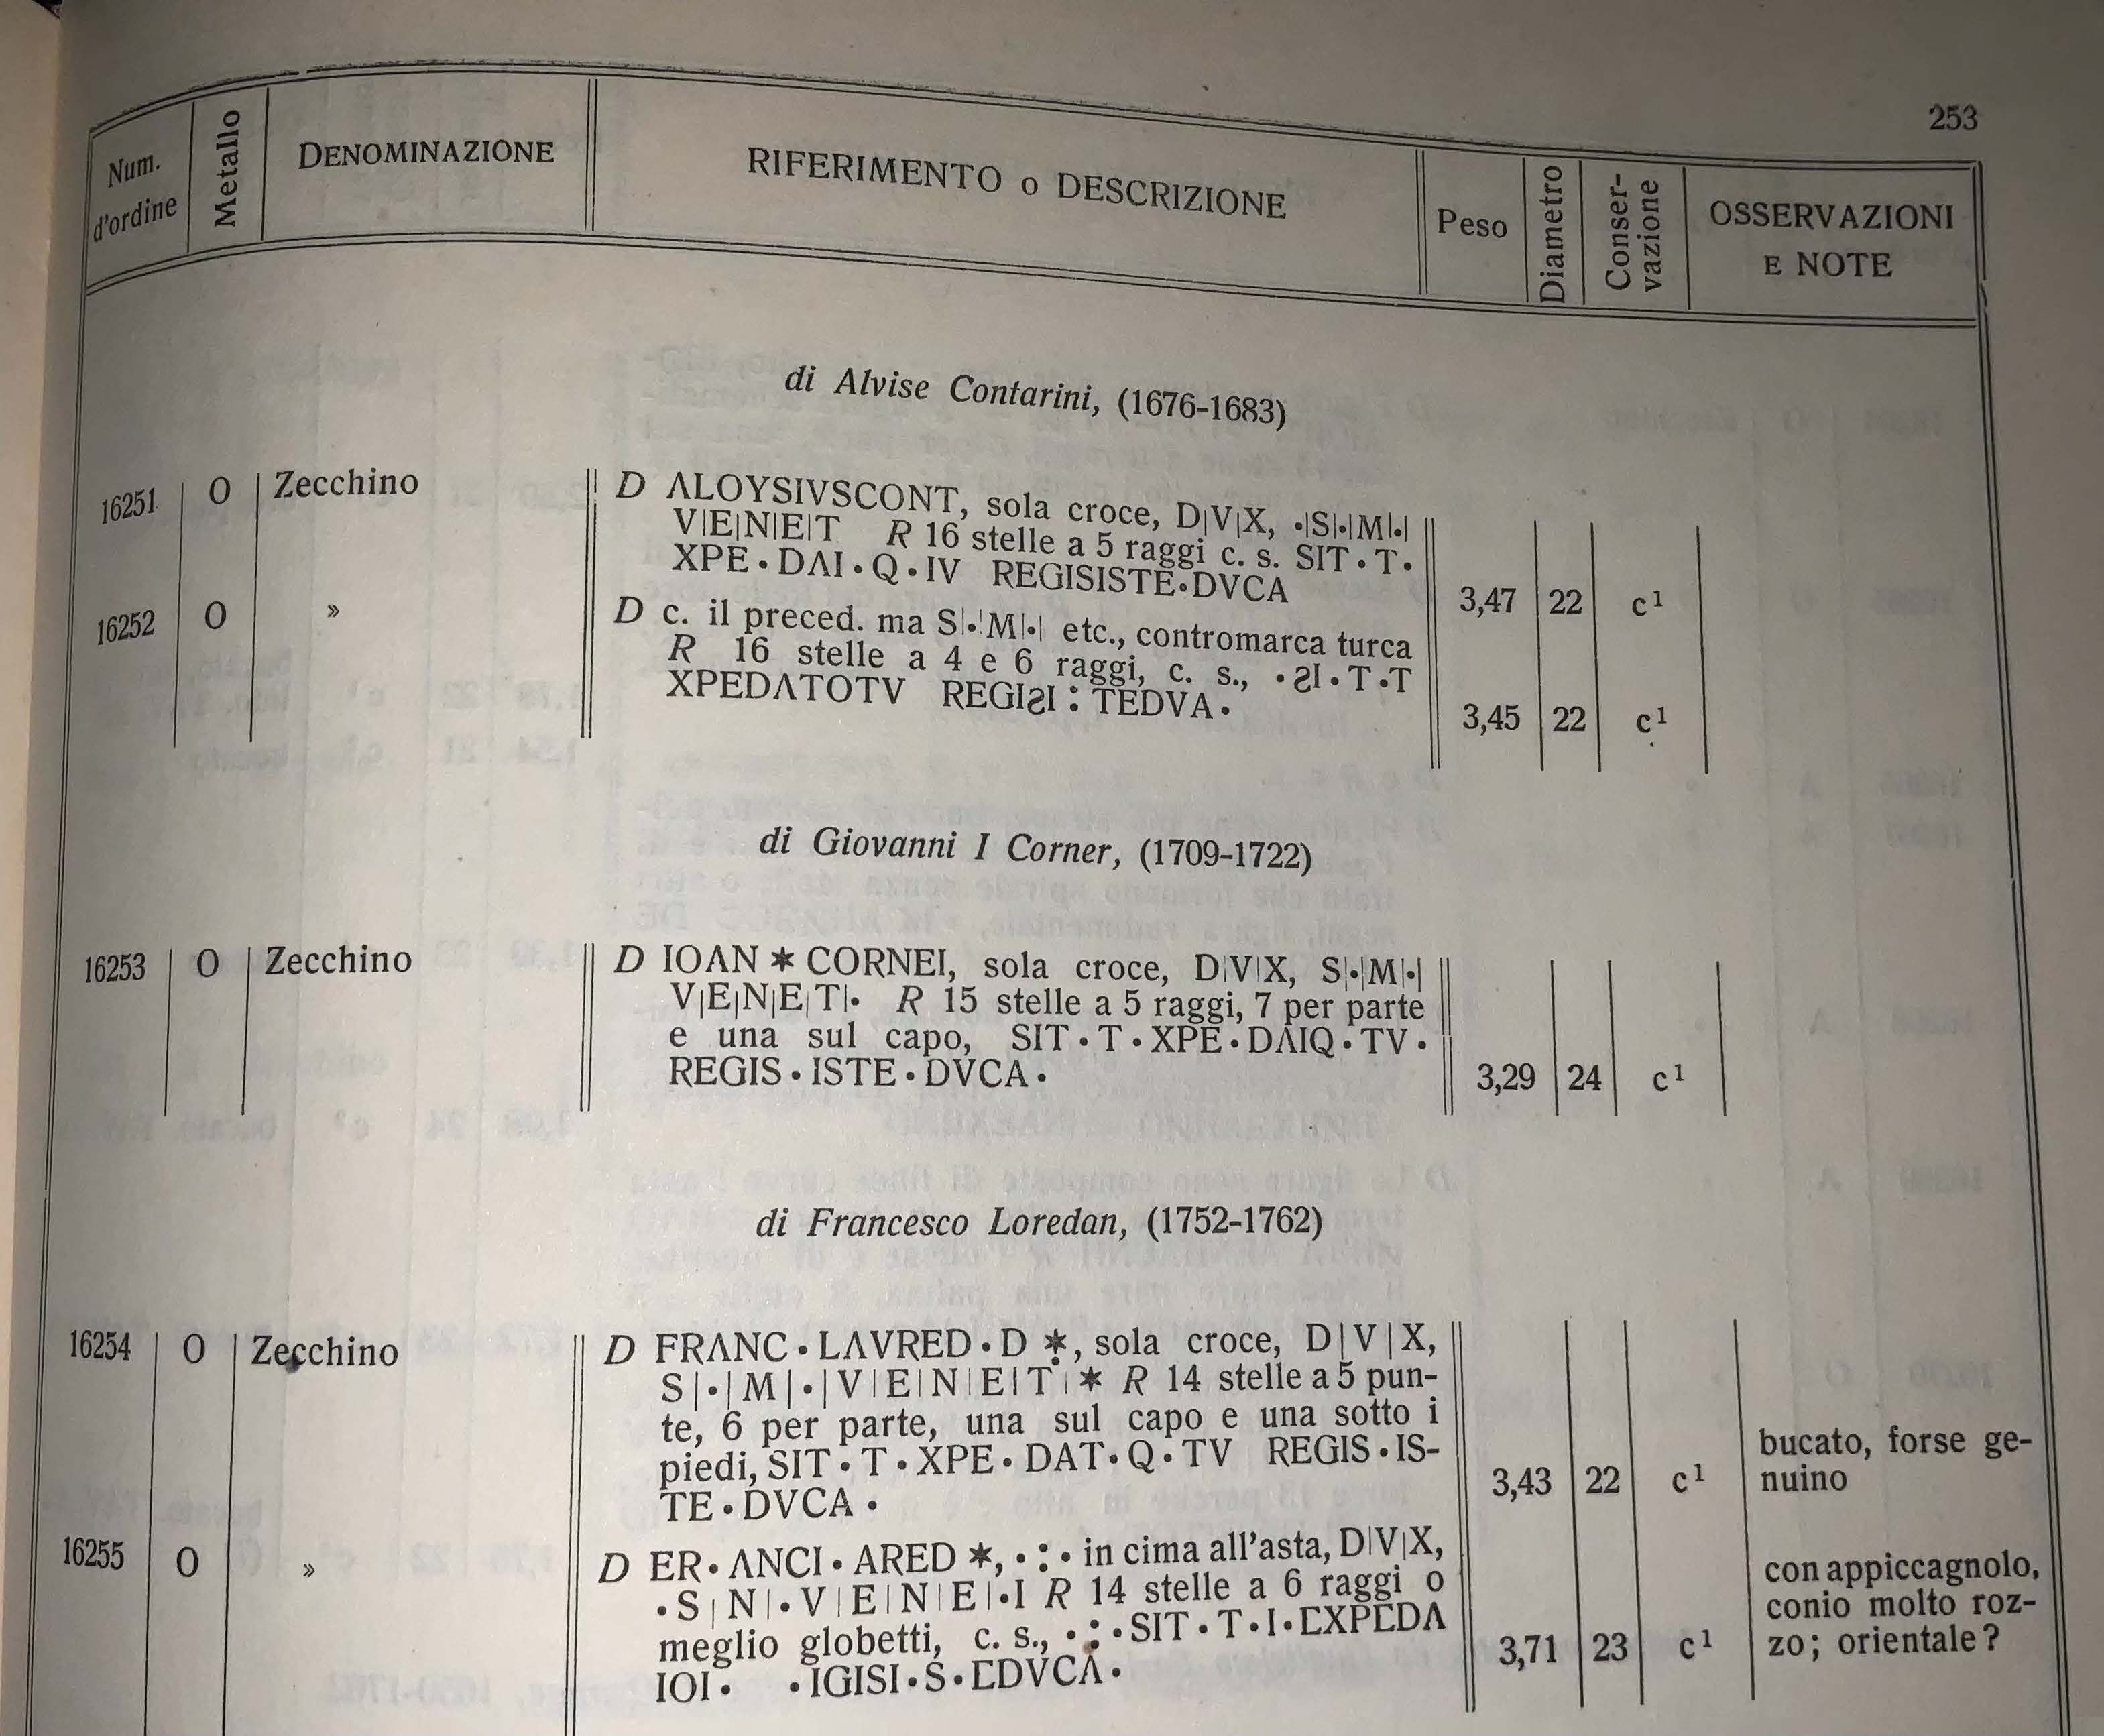 253
Num. d'ordine | Metallo | DENOMINAZIONE | RIFERIMENTO o DESCRIZIONE | Peso | Diametro | Conser-vazione | OSSERVAZIONI E NOTE
di Alvise Contarini, (1676-1683)
16251 O Zecchino D ΛLOYSIVSCONT, sola croce, D|V|X, •|S|•|M|•|
V|E|N|E|T R 16 stelle a 5 raggi c. s. SIT • T •
XPE • DΛI • Q • IV REGISISTE•DVCA 3,47 22 c¹
16252 O » D c. il preced. ma S|•|M|•| etc., contromarca turca
R 16 stelle a 4 e 6 raggi, c. s., • ƧI • T •T
XPEDΛTOTV REGIƧI : TEDVA • 3,45 22 c¹
di Giovanni I Corner, (1709-1722)
16253 O Zecchino D IOΛN * CORNEI, sola croce, D|V|X, S|•|M|•|
V|E|N|E|T|• R 15 stelle a 5 raggi, 7 per parte
e una sul capo, SIT • T • XPE • DΛIQ • TV •
REGIS • ISTE • DVCA • 3,29 24 c¹
di Francesco Loredan, (1752-1762)
16254 O Zecchino D FRΛNC • LΛVRED • D *, sola croce, D|V|X,
S|•|M|•|V|E|N|E|T|* R 14 stelle a 5 pun-
te, 6 per parte, una sul capo e una sotto i
piedi, SIT • T • XPE • DAT • Q • TV REGIS • IS-
TE • DVCA • 3,43 22 c¹ bucato, forse ge-
nuino
16255 O » D ER • ΛNCI • ARED *, • : • in cima all'asta, D|V|X,
• S | N | • V | E | N | E | •I R 14 stelle a 6 raggi o
meglio globetti, c. s., • : • SIT • T • I • EXPEDΛ
IOI • • IGISI • S • EDVCΛ • 3,71 23 c¹ con appiccagnolo,
conio molto roz-
zo; orientale ?